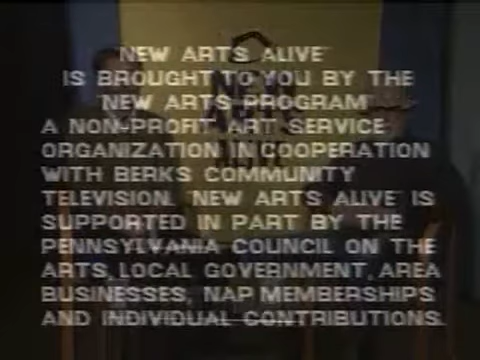 "NEW ARTS ALIVE"
IS BROUGHT TO YOU BY THE
"NEW ARTS PROGRAM"
A NON-PROFIT ART SERVICE
ORGANIZATION IN COOPERATION
WITH BERKS COMMUNITY
TELEVISION. "NEW ARTS ALIVE" IS
SUPPORTED IN PART BY THE
PENNSYLVANIA COUNCIL ON THE
ARTS, LOCAL GOVERNMENT, AREA
BUSINESSES, NAP MEMBERSHIPS
AND INDIVIDUAL CONTRIBUTIONS.